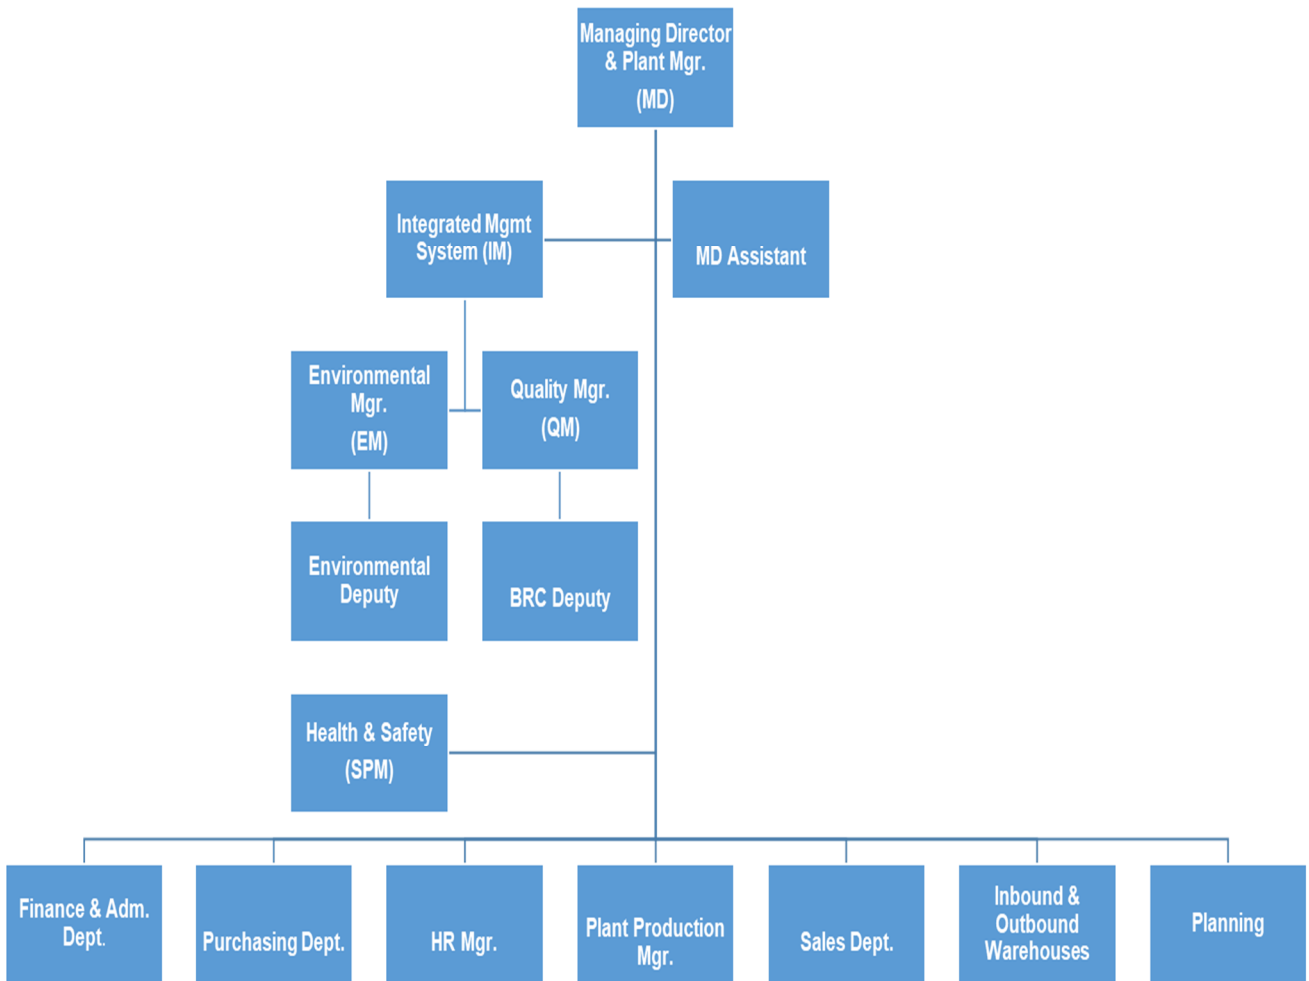 Managing Director
& Plant Mgr.
(MD)
Integrated Mgmt
System (IM)
MD Assistant
Environmental
Mgr.
(EM)
Quality Mgr.
(QM)
Environmental
Deputy
BRC Deputy
Health & Safety
(SPM)
Finance & Adm.
Dept.
Purchasing Dept.
HR Mgr.
Plant Production
Mgr.
Sales Dept.
Inbound &
Outbound
Warehouses
Planning